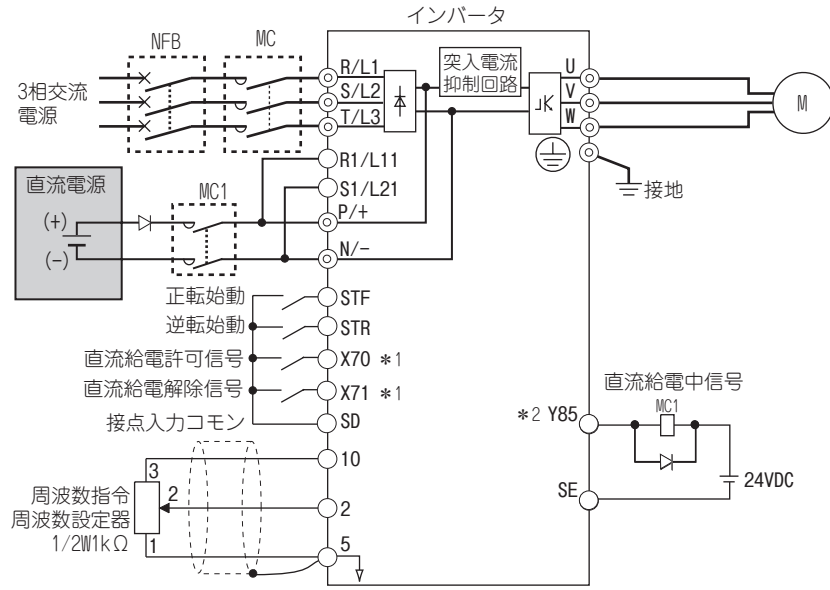 インバータ
NFB
MC
3相交流
電源
R/L1
S/L2
T/L3
突入電流
抑制回路
U
V
W
M
R1/L11
S1/L21
接地
直流電源
(+)
(-)
MC1
P/+
N/-
正転始動
STF
逆転始動
STR
直流給電許可信号
X70 *1
直流給電解除信号
X71 *1
接点入力コモン
SD
直流給電中信号
MC1
*2 Y85
24VDC
SE
10
3
周波数指令
2
2
周波数設定器
1/2W1kΩ
1
5